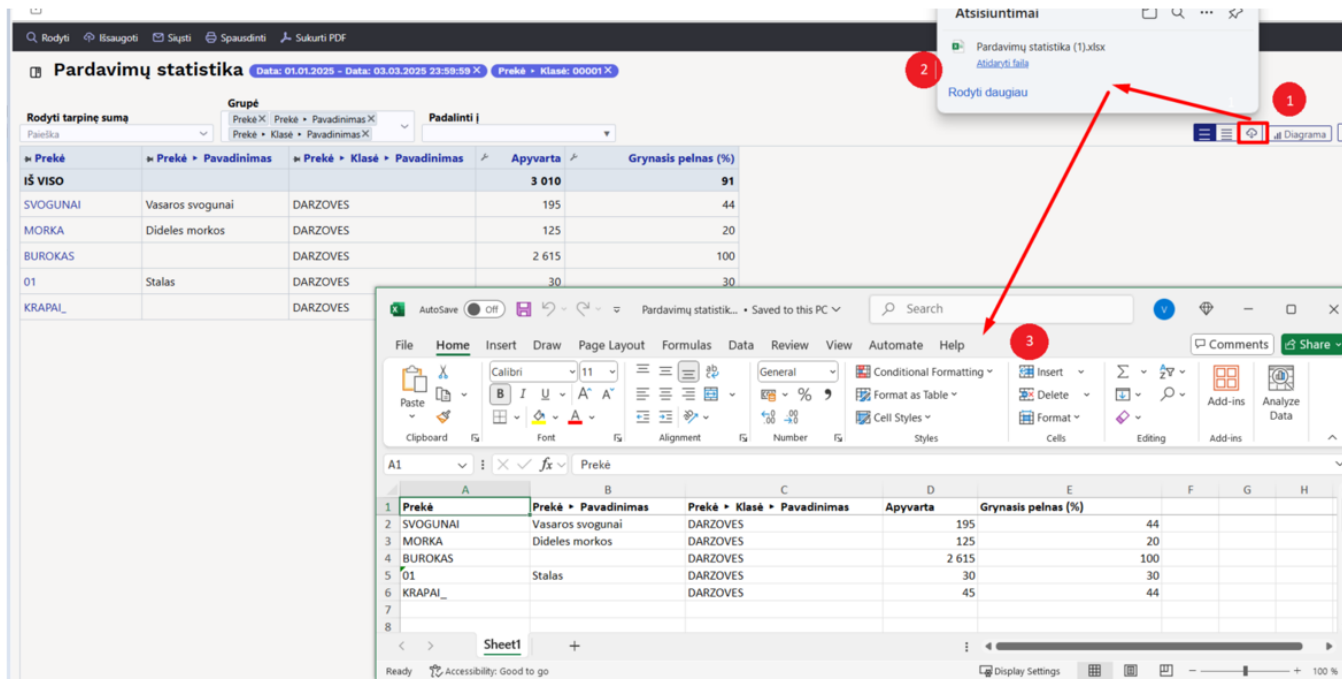 Atsisiuntimai
Rodyti Išsaugoti Siųsti Spausdinti Sukurti PDF
Pardavimų statistika (1).xlsx
Atidaryti failą
2
Rodyti daugiau
1
Pardavimų statistika Data: 01.01.2025 - Data: 03.03.2025 23:59:59 X Prekė ▸ Klasė: 00001 X
Rodyti tarpinę sumą
Paieška
Grupė
Prekė X Prekė ▸ Pavadinimas X
Prekė ▸ Klasė ▸ Pavadinimas X
Padalinti į
Diagrama
Prekė Prekė ▸ Pavadinimas Prekė ▸ Klasė ▸ Pavadinimas Apyvarta Grynasis pelnas (%)
IŠ VISO 3 010 91
SVOGUNAI Vasaros svogunai DARZOVES 195 44
MORKA Dideles morkos DARZOVES 125 20
BUROKAS DARZOVES 2 615 100
01 Stalas DARZOVES 30 30
KRAPAI_ DARZOVES
AutoSave Off Pardavimų statistik... • Saved to this PC Search V
File Home Insert Draw Page Layout Formulas Data Review View Automate Help
3
Comments Share
Paste
Calibri 11
B I U A A
General
% 9
Conditional Formatting
Format as Table
Cell Styles
Insert
Delete
Format
Add-ins
Analyze Data
Clipboard Font Alignment Number Styles Cells Editing Add-ins
A1 fx Prekė
A B C D E F G H
1 Prekė Prekė ▸ Pavadinimas Prekė ▸ Klasė ▸ Pavadinimas Apyvarta Grynasis pelnas (%)
2 SVOGUNAI Vasaros svogunai DARZOVES 195 44
3 MORKA Dideles morkos DARZOVES 125 20
4 BUROKAS DARZOVES 2 615 100
5 01 Stalas DARZOVES 30 30
6 KRAPAI_ DARZOVES 45 44
7
8
Sheet1
Ready Accessibility: Good to go Display Settings 100 %